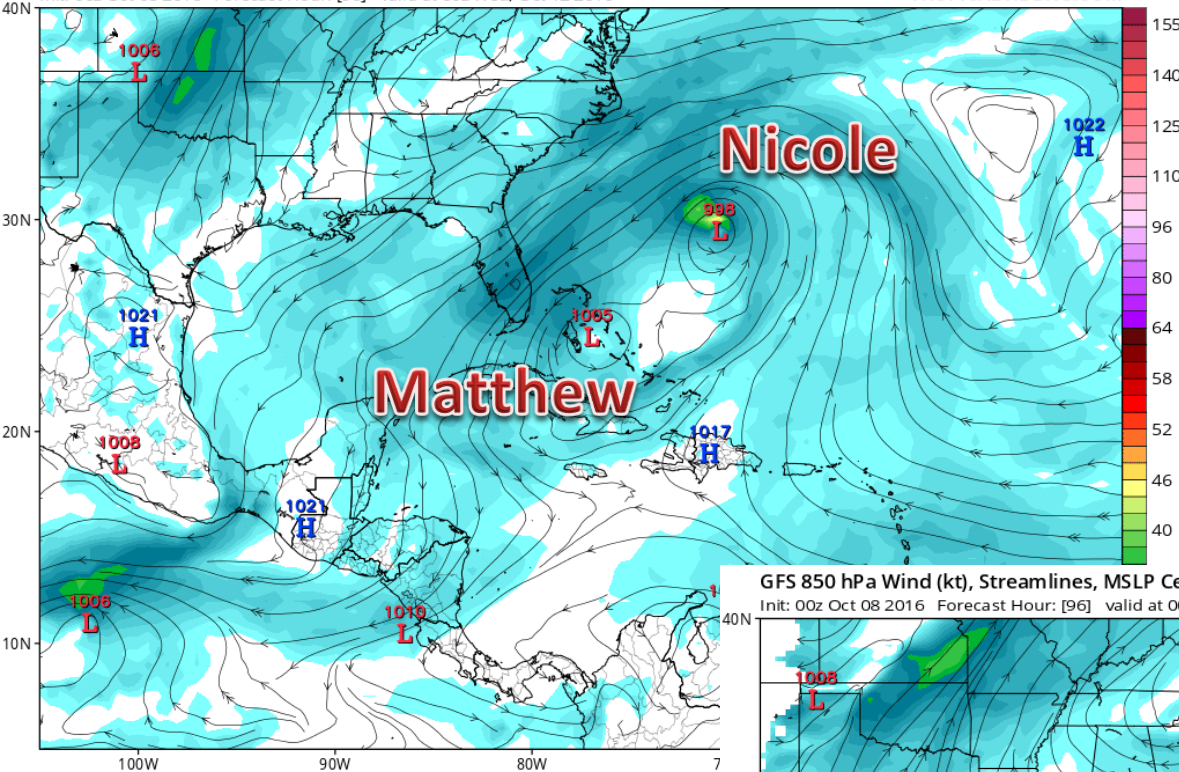 40N
1006
L
155
140
125
110
96
80
64
58
52
46
40
Nicole
1022
H
998
L
30N
1021
H
1005
L
Matthew
20N
1008
L
1017
H
1021
H
1006
L
1010
L
10N
100W
90W
80W
GFS 850 hPa Wind (kt), Streamlines, MSLP Ce
Init: 00z Oct 08 2016 Forecast Hour: [96] valid at 0
40N
1008
L